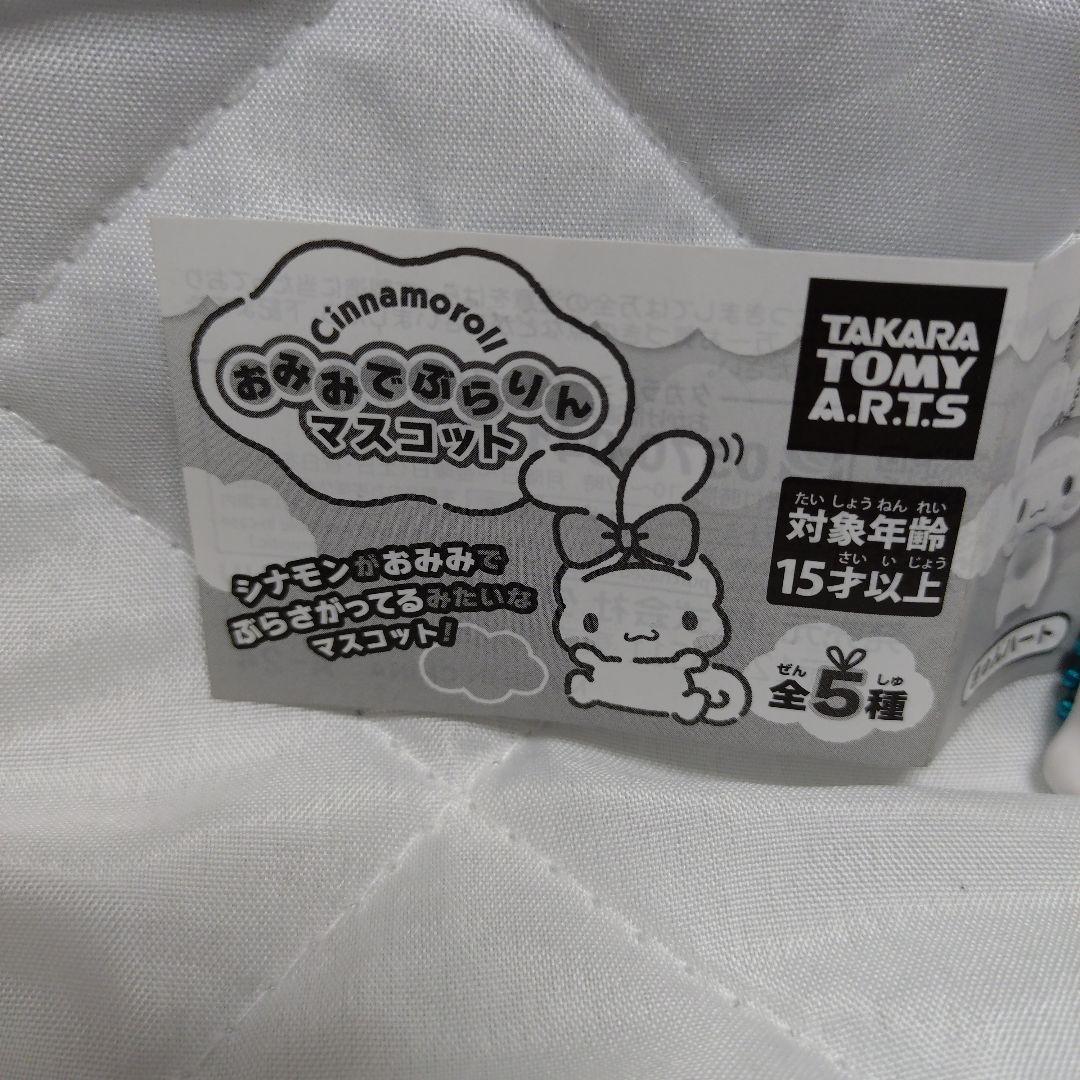 Cinnamoroll
おみみでぶらりん
マスコット
シナモンがおみみで
ぶらさがってるみたいな
マスコット!
TAKARA
TOMY
A.R.T.S
たいしょうねんれい
対象年齢
さいいじょう
15才以上
ぜん しゅ
全5種